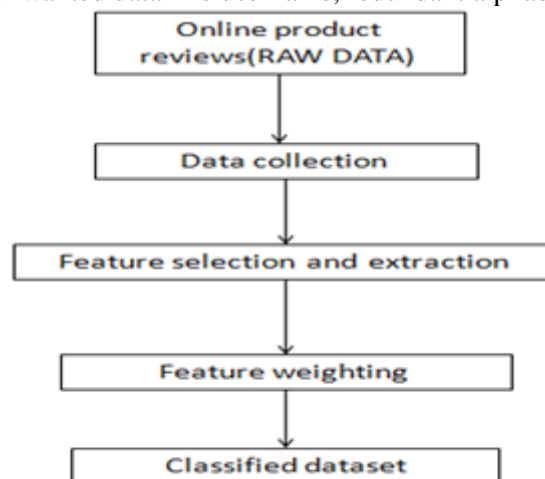 Online product
reviews(RAW DATA)
Data collection
Feature selection and extraction
Feature weighting
Classified dataset